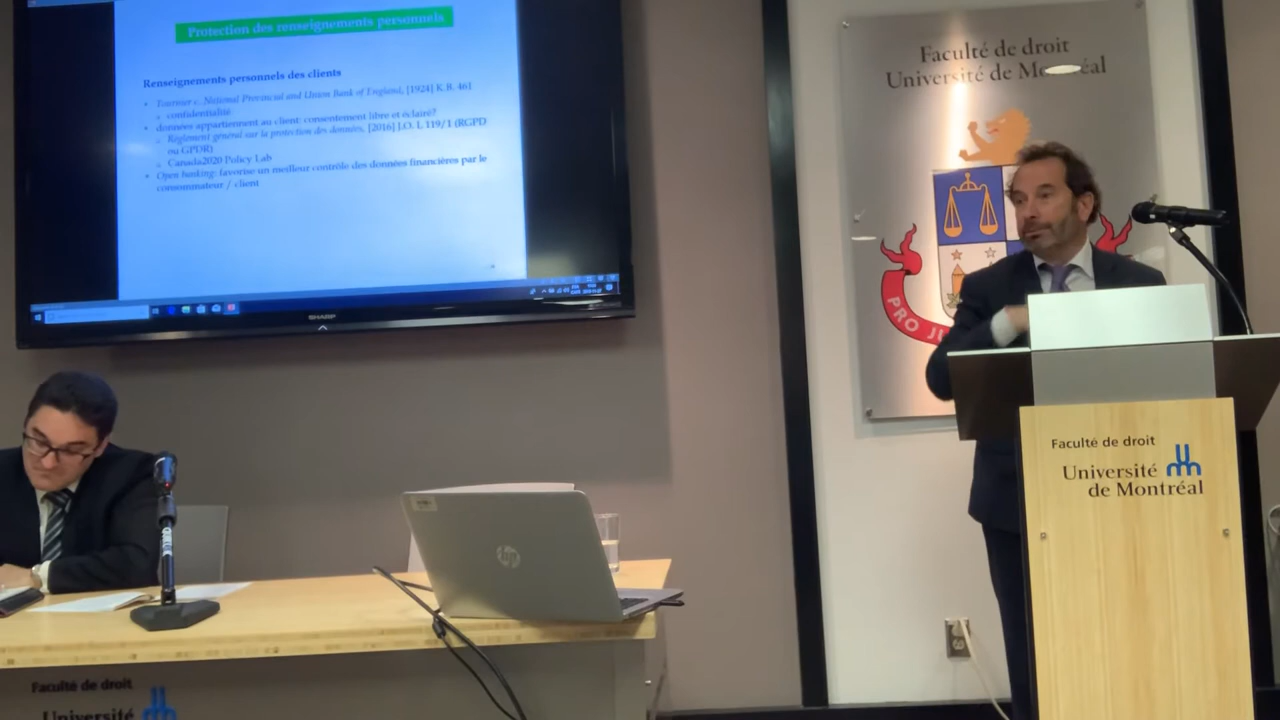 Protection des renseignements personnels
Renseignements personnels des clients
• Tournier c. National Provincial and Union Bank of England, [1924] K.B. 461
confidentialité
• données appartiennent au client: consentement libre et éclairé?
Règlement général sur la protection des données, [2016] J.O. L 119/1 (RGPD
ou GPDR)
Canada2020 Policy Lab
• Open banking: favorise un meilleur contrôle des données financières par le
consommateur / client
SHARP
Faculté de droit
Université de Montréal
PRO JU
Faculté de droit
Université
de Montréal
hp
Faculté de droit
Université